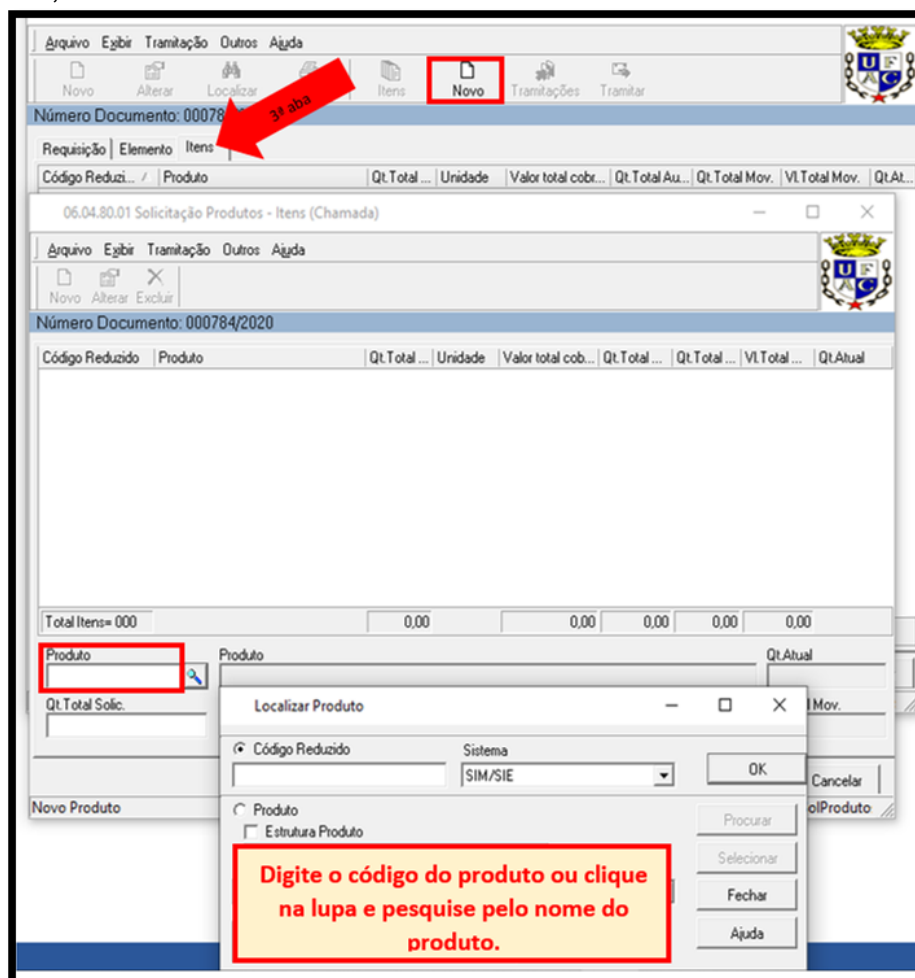 Arquivo Exibir Tramitação Outros Ajuda
Novo Alterar Localizar Itens Novo Tramitações Tramitar
UFAC
Número Documento: 00078
3ª aba
Requisição Elemento Itens
Código Reduzi... / Produto Qt.Total ... Unidade Valor total cobr... Qt.Total Au... Qt.Total Mov. Vl.Total Mov. Qt.At...
06.04.80.01 Solicitação Produtos - Itens (Chamada)
Arquivo Exibir Tramitação Outros Ajuda
Novo Alterar Excluir
UFAC
Número Documento: 000784/2020
Código Reduzido Produto Qt.Total ... Unidade Valor total cob... Qt.Total ... Qt.Total ... Vl.Total ... Qt.Atual
Total Itens= 000 0,00 0,00 0,00 0,00 0,00
Produto Produto Qt.Atual
Qt.Total Solic. Mov.
Localizar Produto
Código Reduzido Sistema
SIM/SIE OK
Cancelar
Novo Produto olProduto
Produto Procurar
Estrutura Produto
Selecionar
Digite o código do produto ou clique
na lupa e pesquise pelo nome do
produto.
Fechar
Ajuda